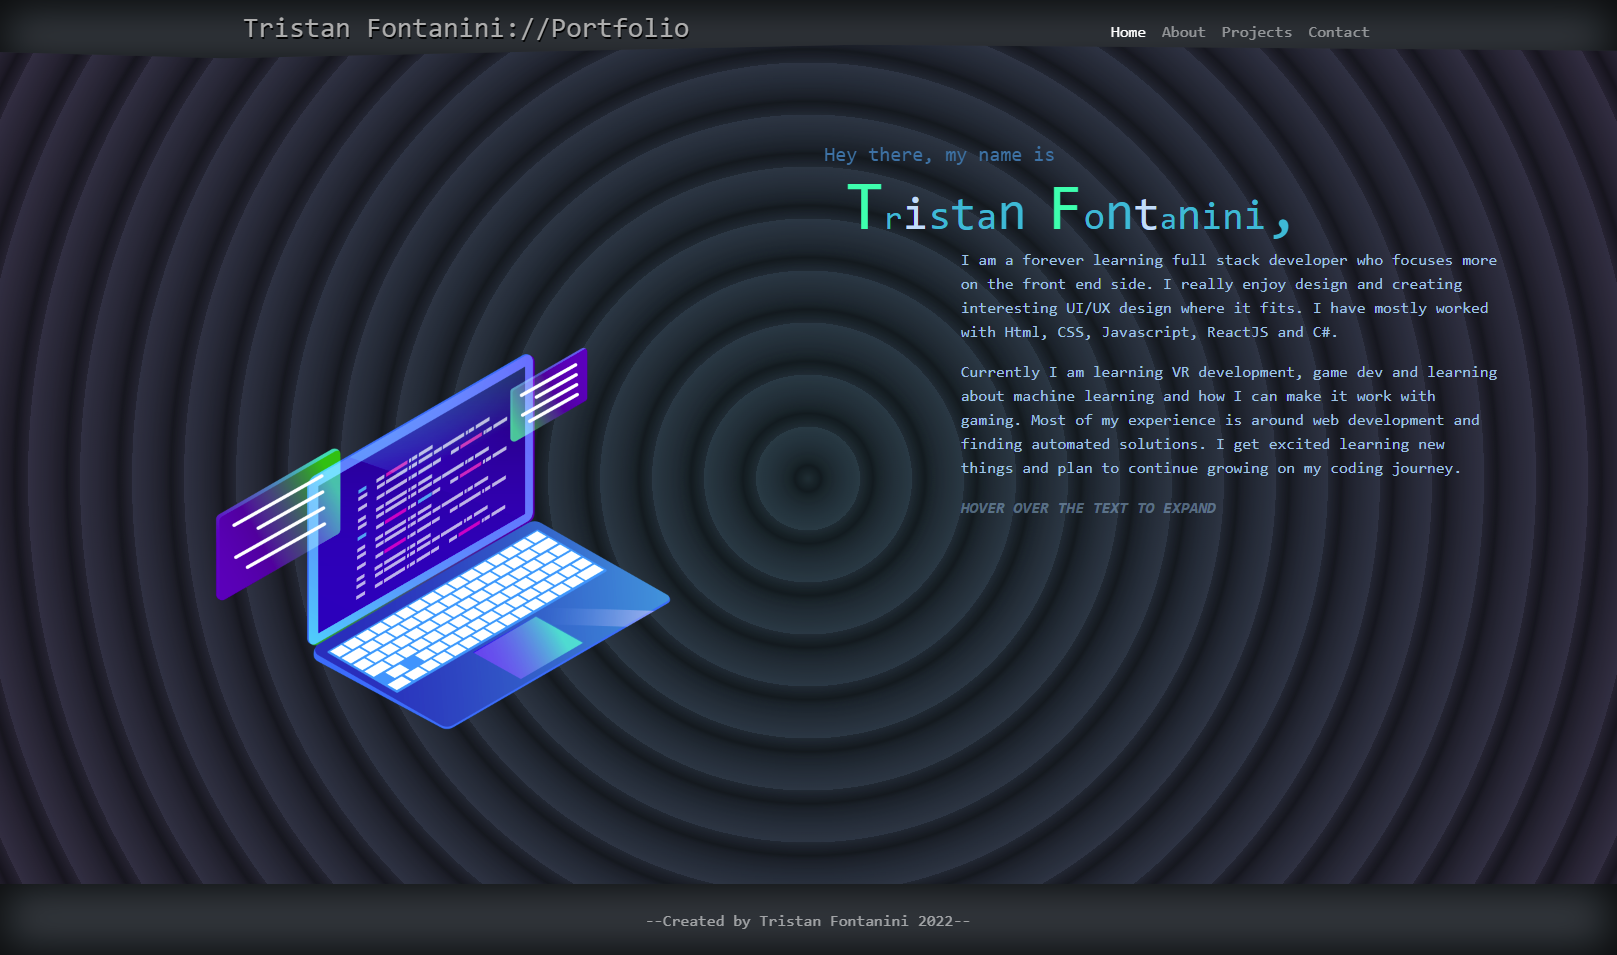 Tristan Fontanini://Portfolio
Home About Projects Contact
Hey there, my name is
Tristan Fontanini,
I am a forever learning full stack developer who focuses more
on the front end side. I really enjoy design and creating
interesting UI/UX design where it fits. I have mostly worked
with Html, CSS, Javascript, ReactJS and C#.
Currently I am learning VR development, game dev and learning
about machine learning and how I can make it work with
gaming. Most of my experience is around web development and
finding automated solutions. I get excited learning new
things and plan to continue growing on my coding journey.
HOVER OVER THE TEXT TO EXPAND
--Created by Tristan Fontanini 2022--